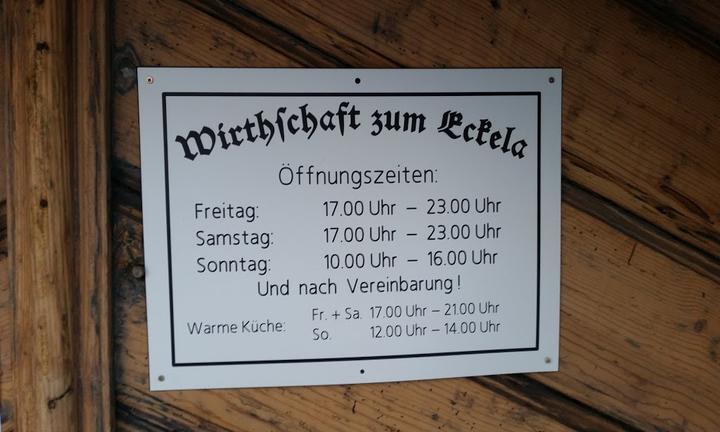 Wirthſchaft zum Eckela
Öffnungszeiten:
Freitag: 17.00 Uhr – 23.00 Uhr
Samstag: 17.00 Uhr – 23.00 Uhr
Sonntag: 10.00 Uhr – 16.00 Uhr
Und nach Vereinbarung!
Warme Küche: Fr. + Sa. 17.00 Uhr – 21.00 Uhr
So. 12.00 Uhr – 14.00 Uhr